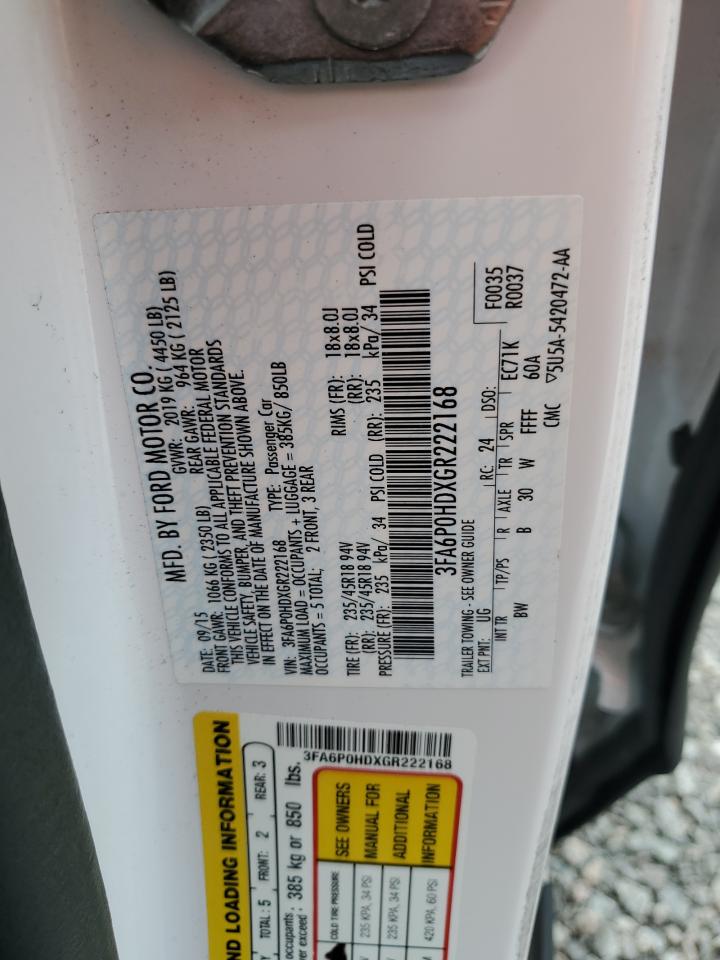 MFD. BY FORD MOTOR CO.
DATE: 09/15 GVWR: 2019 KG ( 4450 LB)
FRONT GAWR: 1066 KG ( 2350 LB) REAR GAWR: 964 KG ( 2125 LB)
THIS VEHICLE CONFORMS TO ALL APPLICABLE FEDERAL MOTOR
VEHICLE SAFETY, BUMPER, AND THEFT PREVENTION STANDARDS
IN EFFECT ON THE DATE OF MANUFACTURE SHOWN ABOVE.
VIN: 3FA6P0HDXGR222168 TYPE: Passenger Car
MAXIMUM LOAD = OCCUPANTS + LUGGAGE = 385KG/ 850LB
OCCUPANTS = 5 TOTAL; 2 FRONT, 3 REAR
TIRE (FR): 235/45R18 94V RIMS (FR): 18x8.0J
(RR): 235/45R18 94V (RR): 18x8.0J
PRESSURE (FR): 235 kPa/ 34 PSI COLD (RR): 235 kPa/ 34 PSI COLD
3FA6P0HDXGR222168
TRAILER TOWING - SEE OWNER GUIDE
EXT PNT: UG RC: 24 DSO: F0035
R0037
INT TR TP/PS R AXLE TR SPR EC71K
BW B 30 W FFFF 60A
CMC ▽5U5A-5420472-AA
ND LOADING INFORMATION
TOTAL: 5 FRONT: 2 REAR: 3
occupants
ver exceed : 385 kg or 850 lbs.
3FA6P0HDXGR222168
COLD TIRE PRESSURE
235 KPA, 34 PSI
235 KPA, 34 PSI
420 KPA, 60 PSI
SEE OWNERS
MANUAL FOR
ADDITIONAL
INFORMATION